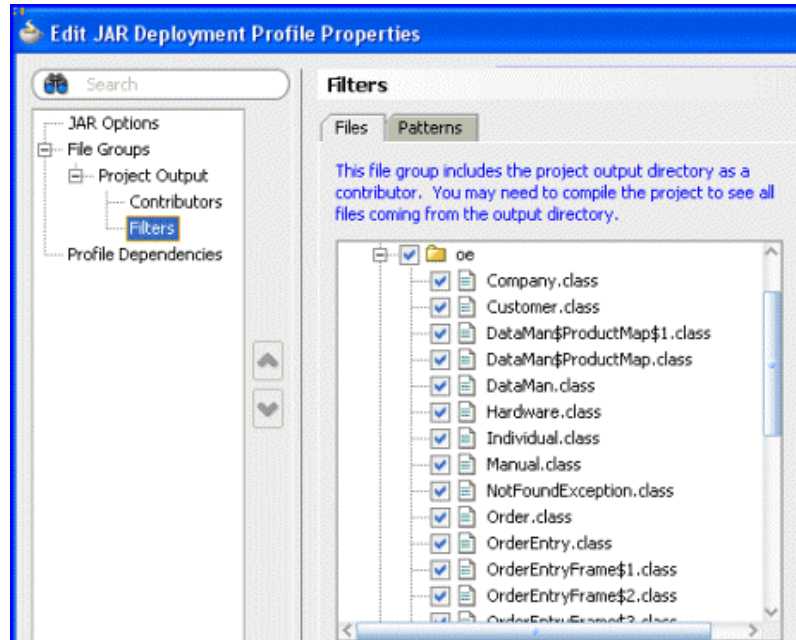 Edit JAR Deployment Profile Properties
Search
JAR Options
File Groups
Project Output
Contributors
Filters
Profile Dependencies
Filters
Files
Patterns
This file group includes the project output directory as a
contributor. You may need to compile the project to see all
files coming from the output directory.
oe
Company.class
Customer.class
DataMan$ProductMap$1.class
DataMan$ProductMap.class
DataMan.class
Hardware.class
Individual.class
Manual.class
NotFoundException.class
Order.class
OrderEntry.class
OrderEntryFrame$1.class
OrderEntryFrame$2.class
OrderEntryFrame$3.class